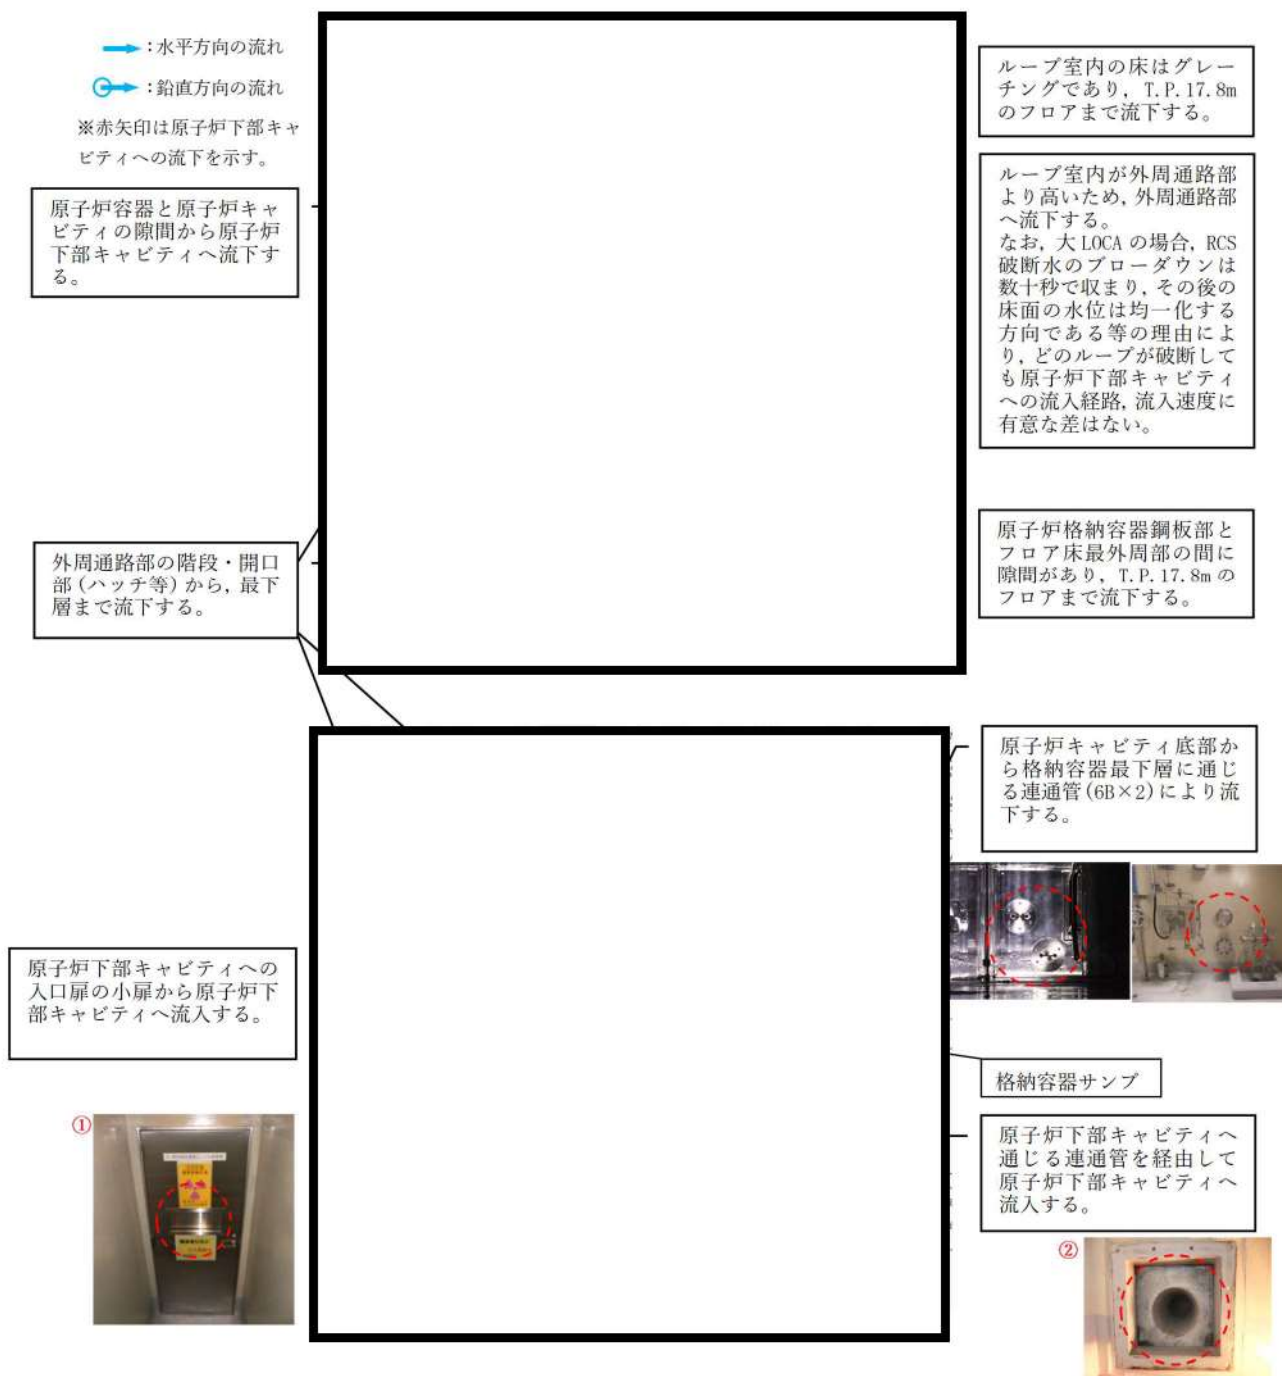 ：水平方向の流れ
：鉛直方向の流れ
※赤矢印は原子炉下部キャ
ビティへの流下を示す。
原子炉容器と原子炉キャ
ビティの隙間から原子炉
下部キャビティへ流下す
る。
外周通路部の階段・開口
部(ハッチ等)から，最下
層まで流下する。
ループ室内の床はグレー
チングであり，T.P.17.8m
のフロアまで流下する。
ループ室内が外周通路部
より高いため，外周通路部
へ流下する。
なお，大LOCAの場合，RCS
破断水のブローダウンは
数十秒で収まり，その後の
床面の水位は均一化する
方向である等の理由によ
り，どのループが破断して
も原子炉下部キャビティ
への流入経路，流入速度に
有意な差はない。
原子炉格納容器鋼板部と
フロア床最外周部の間に
隙間があり，T.P.17.8mの
フロアまで流下する。
原子炉キャビティ底部か
ら格納容器最下層に通じ
る連通管(6B×2)により流
下する。
原子炉下部キャビティへの
入口扉の小扉から原子炉下
部キャビティへ流入する。
①
格納容器サンプ
原子炉下部キャビティへ
通じる連通管を経由して
原子炉下部キャビティへ
流入する。
②